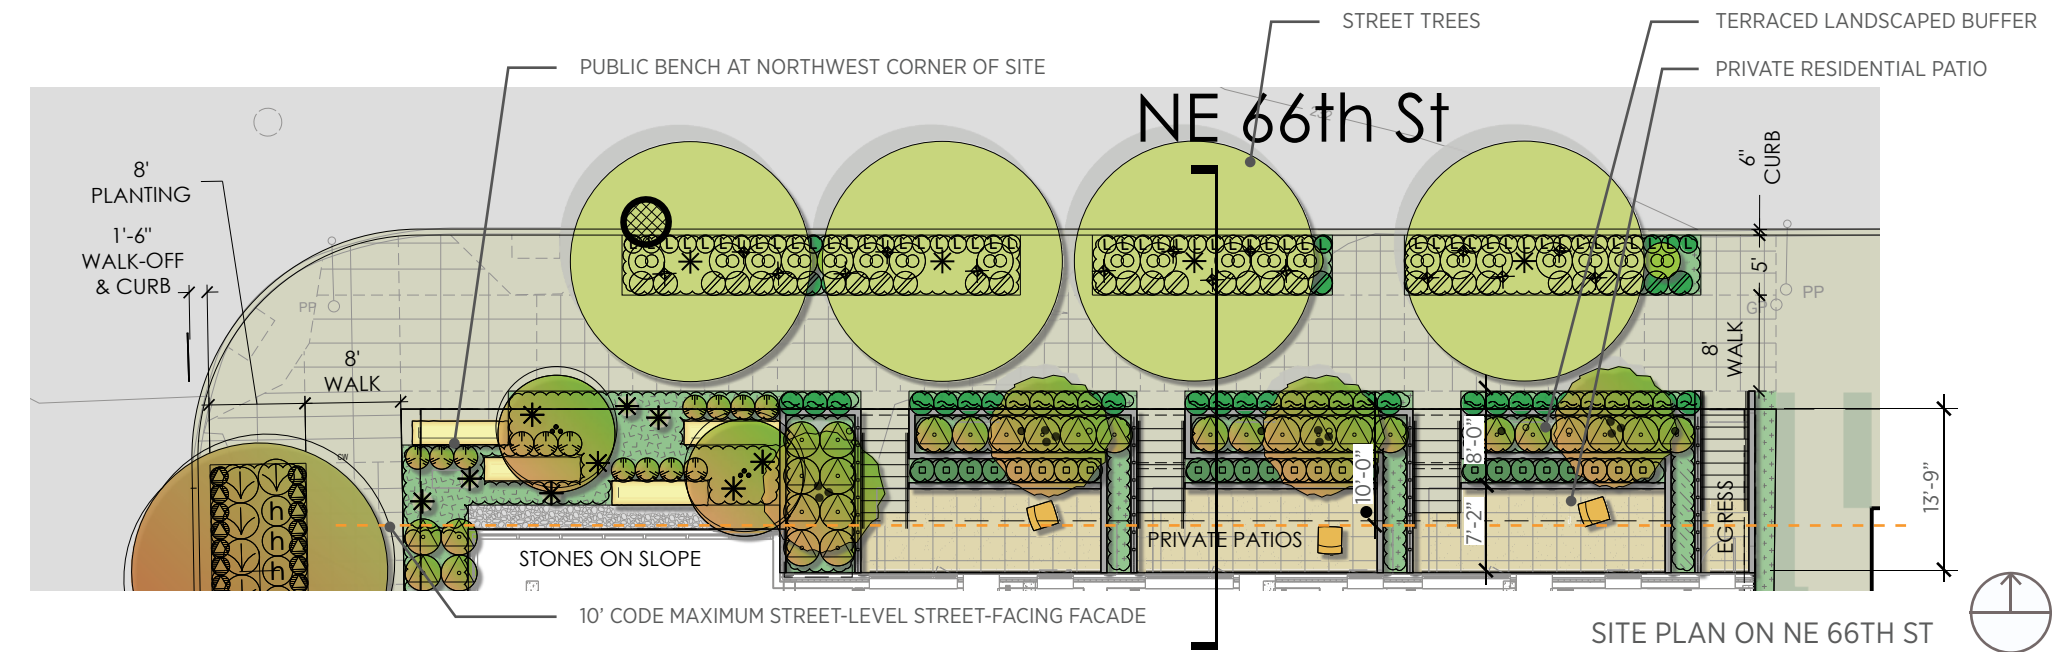 STREET TREES
TERRACED LANDSCAPED BUFFER
PUBLIC BENCH AT NORTHWEST CORNER OF SITE
PRIVATE RESIDENTIAL PATIO
NE 66th St
232
8'
PLANTING
1'-6"
WALK-OFF
& CURB
6"
CURB
5'
PP
PP
8'
WALK
8'
WALK
SW
L L L L L L L L L L
h
h
h
8'-0"
10'-0"
7'-2"
13'-9"
EGRESS
STONES ON SLOPE
PRIVATE PATIOS
10' CODE MAXIMUM STREET-LEVEL STREET-FACING FACADE
SITE PLAN ON NE 66TH ST